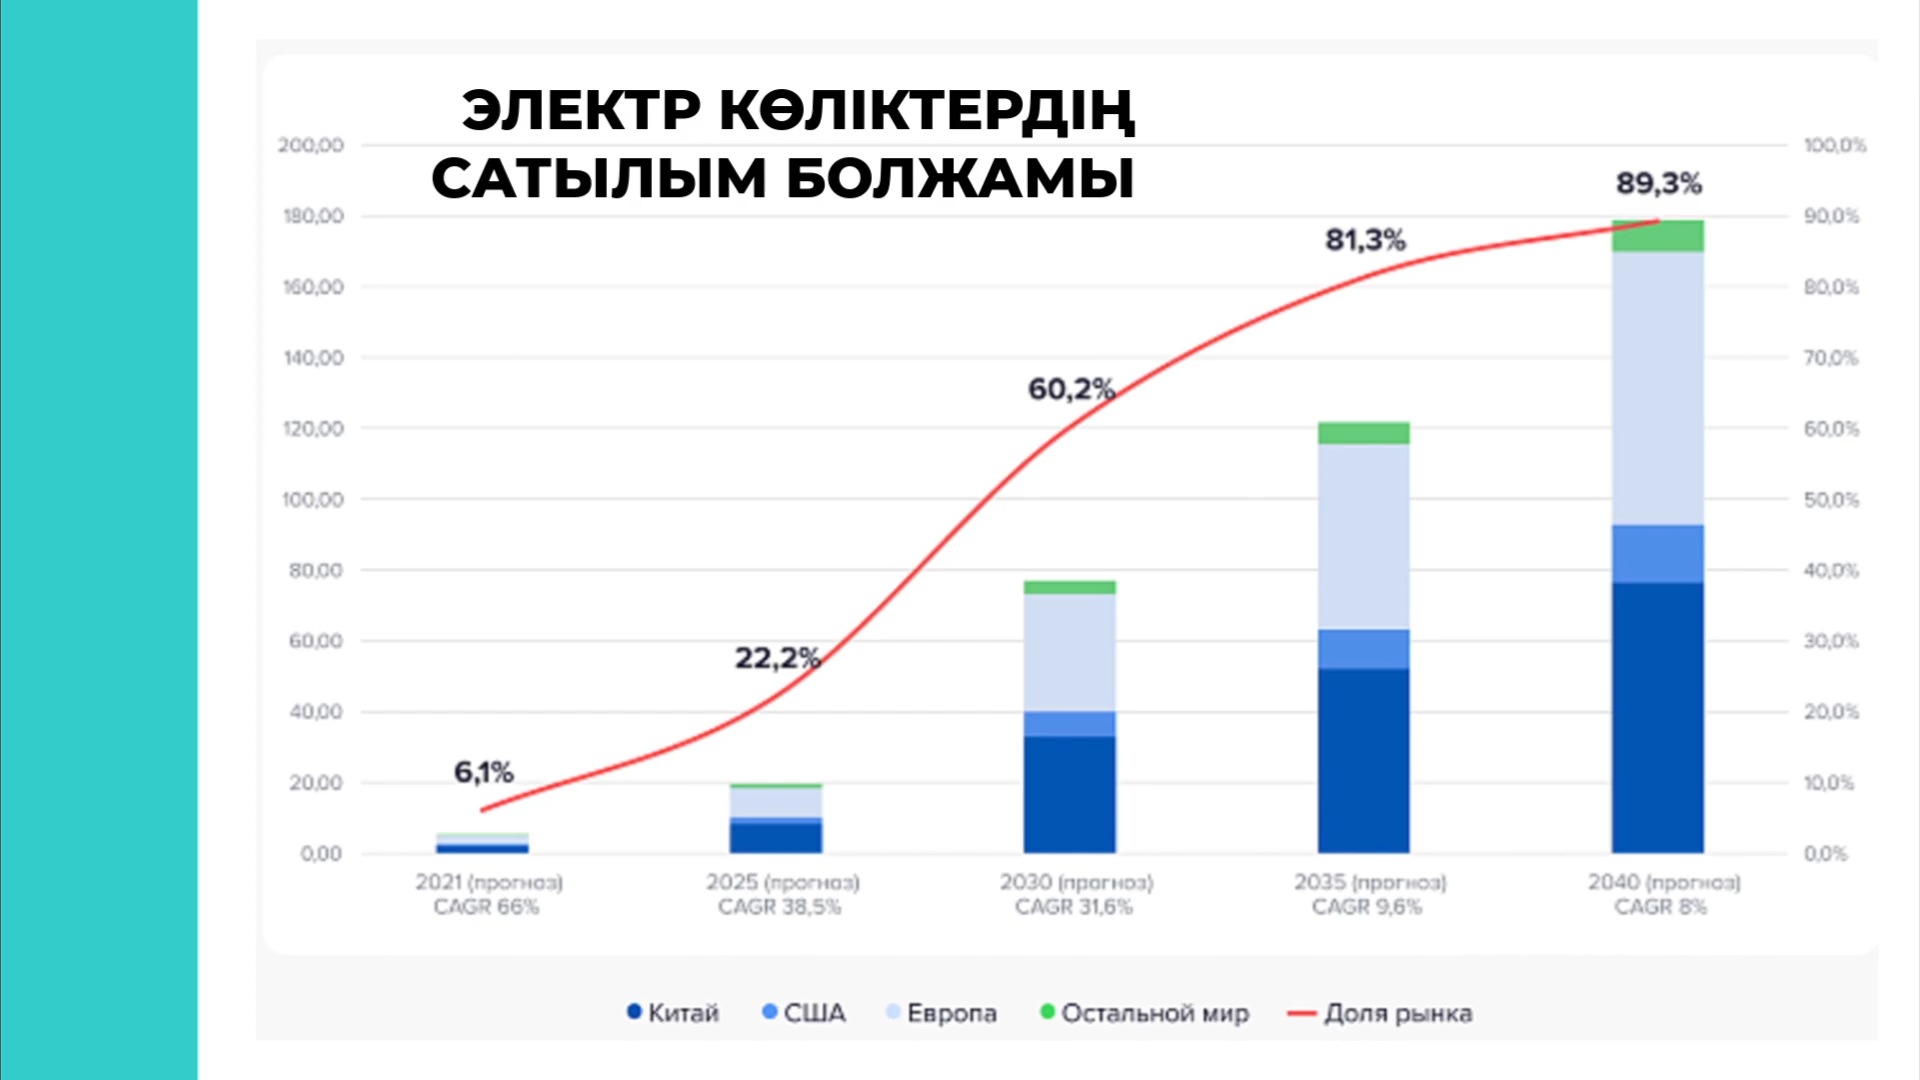 ЭЛЕКТР КӨЛІКТЕРДІҢ
САТЫЛЫМ БОЛЖАМЫ
200,00
180,00
160,00
140,00
120,00
100,00
80,00
60,00
40,00
20,00
0,00
100,0%
90,0%
80,0%
70,0%
60,0%
50,0%
40,0%
30,0%
20,0%
10,0%
0,0%
6,1%
22,2%
60,2%
81,3%
89,3%
2021 (прогноз)
CAGR 66%
2025 (прогноз)
CAGR 38,5%
2030 (прогноз)
CAGR 31,6%
2035 (прогноз)
CAGR 9,6%
2040 (прогноз)
CAGR 8%
Китай США Европа Остальной мир Доля рынка